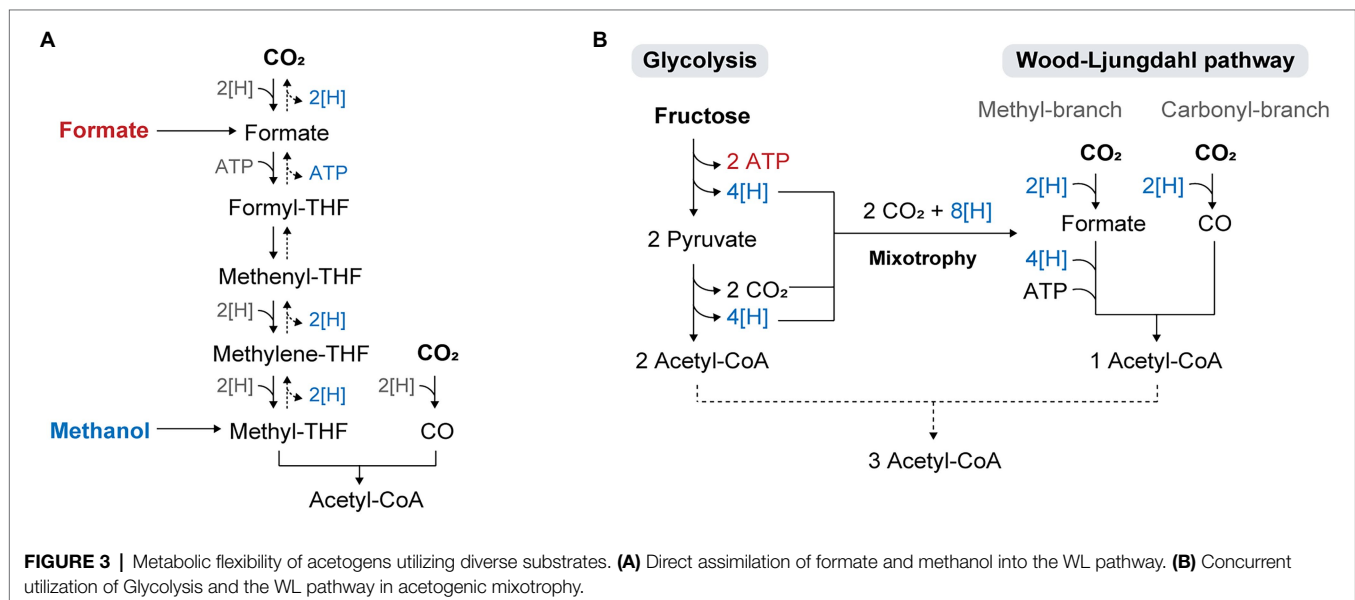 A
CO₂
2[H]
2[H]
Formate
Formate
ATP
ATP
Formyl-THF
Methenyl-THF
2[H]
2[H]
Methylene-THF
CO₂
2[H]
2[H]
2[H]
Methanol
Methyl-THF
CO
Acetyl-CoA
B
Glycolysis
Wood-Ljungdahl pathway
Methyl-branch
Carbonyl-branch
Fructose
CO₂
CO₂
2 ATP
4[H]
2[H]
2[H]
2 CO₂ + 8[H]
Formate
CO
2 Pyruvate
Mixotrophy
4[H]
2 CO₂
ATP
4[H]
2 Acetyl-CoA
1 Acetyl-CoA
3 Acetyl-CoA
FIGURE 3 | Metabolic flexibility of acetogens utilizing diverse substrates. (A) Direct assimilation of formate and methanol into the WL pathway. (B) Concurrent
utilization of Glycolysis and the WL pathway in acetogenic mixotrophy.